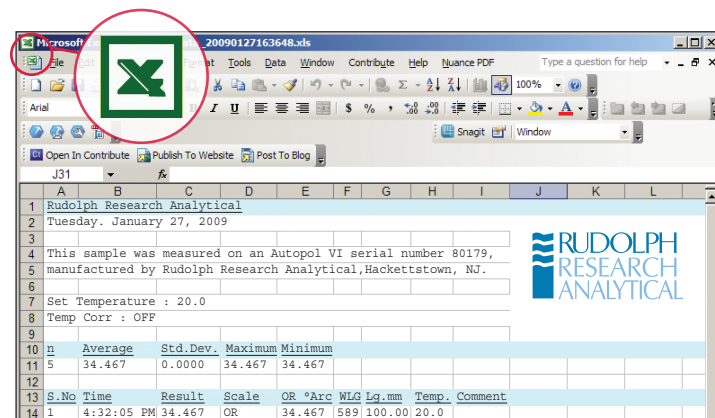 Microsoft _20090127163648.xls
File Format Tools Data Window Contribute Help Nuance PDF Type a question for help
Σ 100%
Arial B I U $ % ,
Snagit Window
Open In Contribute Publish To Website Post To Blog
J31 fx
A B C D E F G H I J K L
1 Rudolph Research Analytical
2 Tuesday. January 27, 2009
3
RUDOLPH
RESEARCH
ANALYTICAL
4 This sample was measured on an Autopol VI serial number 80179,
5 manufactured by Rudolph Research Analytical,Hackettstown, NJ.
6
7 Set Temperature : 20.0
8 Temp Corr : OFF
9
10 n Average Std.Dev. Maximum Minimum
11 5 34.467 0.0000 34.467 34.467
12
13 S.No Time Result Scale OR °Arc WLG Lg.mm Temp. Comment
14 1 4:32:05 PM 34.467 OR 34.467 589 100.00 20.0